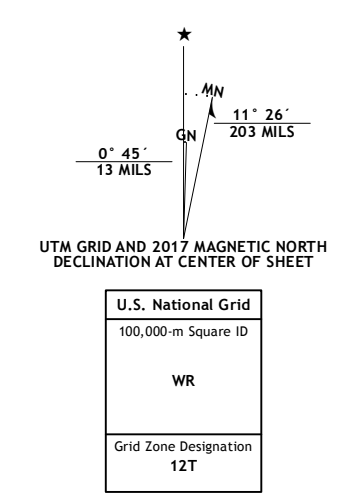 ★
MN
11° 26´
203 MILS
GN
0° 45´
13 MILS
UTM GRID AND 2017 MAGNETIC NORTH
DECLINATION AT CENTER OF SHEET
U.S. National Grid
100,000-m Square ID
WR
Grid Zone Designation
12T